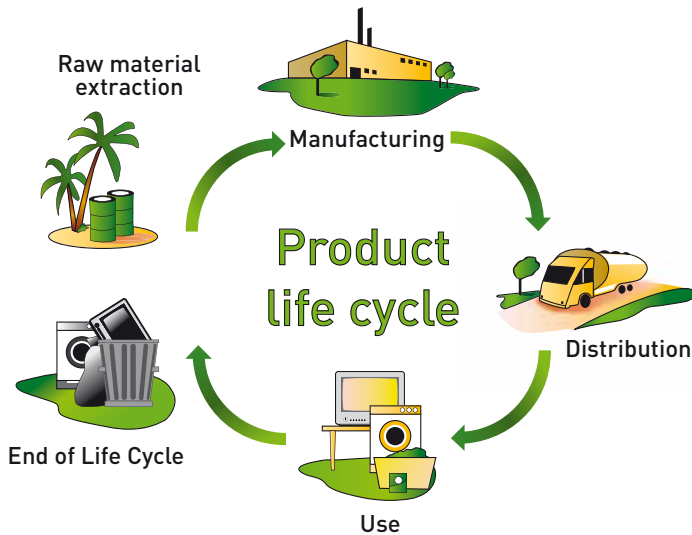 Raw material
extraction
Manufacturing
Product
life cycle
Distribution
End of Life Cycle
Use